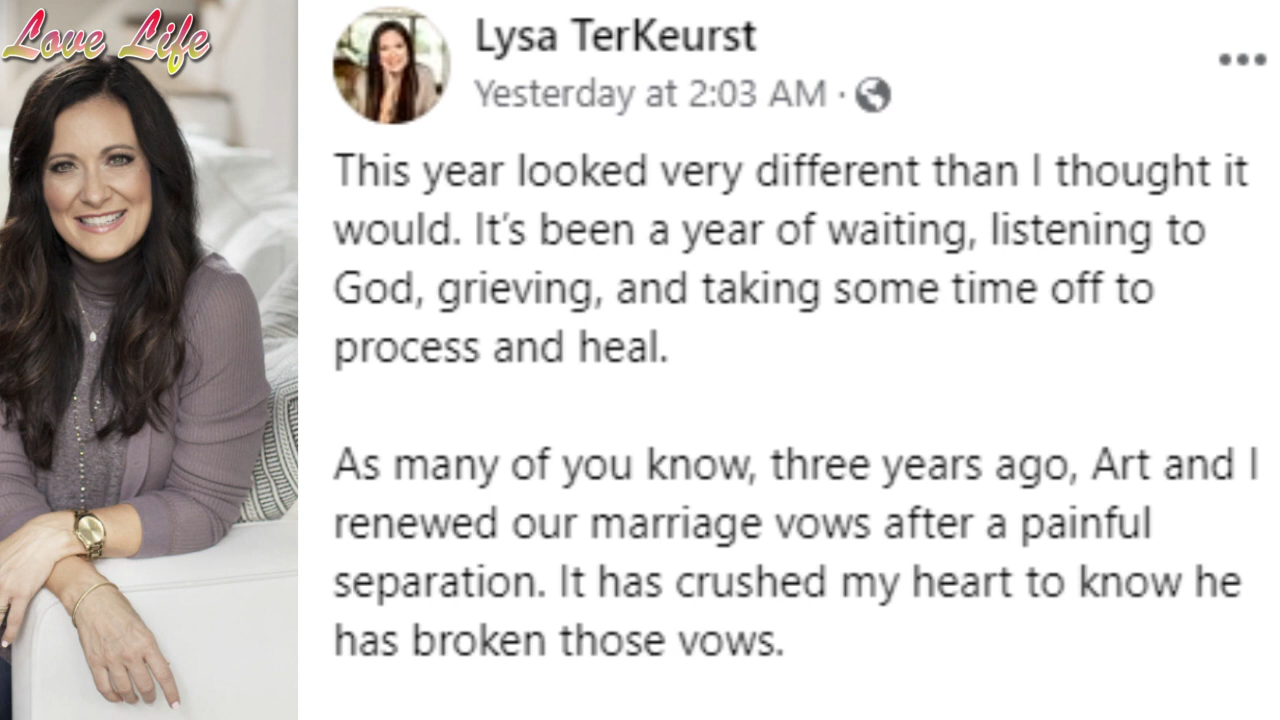 Love Life
Lysa TerKeurst
Yesterday at 2:03 AM ·
This year looked very different than I thought it
would. It’s been a year of waiting, listening to
God, grieving, and taking some time off to
process and heal.
As many of you know, three years ago, Art and I
renewed our marriage vows after a painful
separation. It has crushed my heart to know he
has broken those vows.